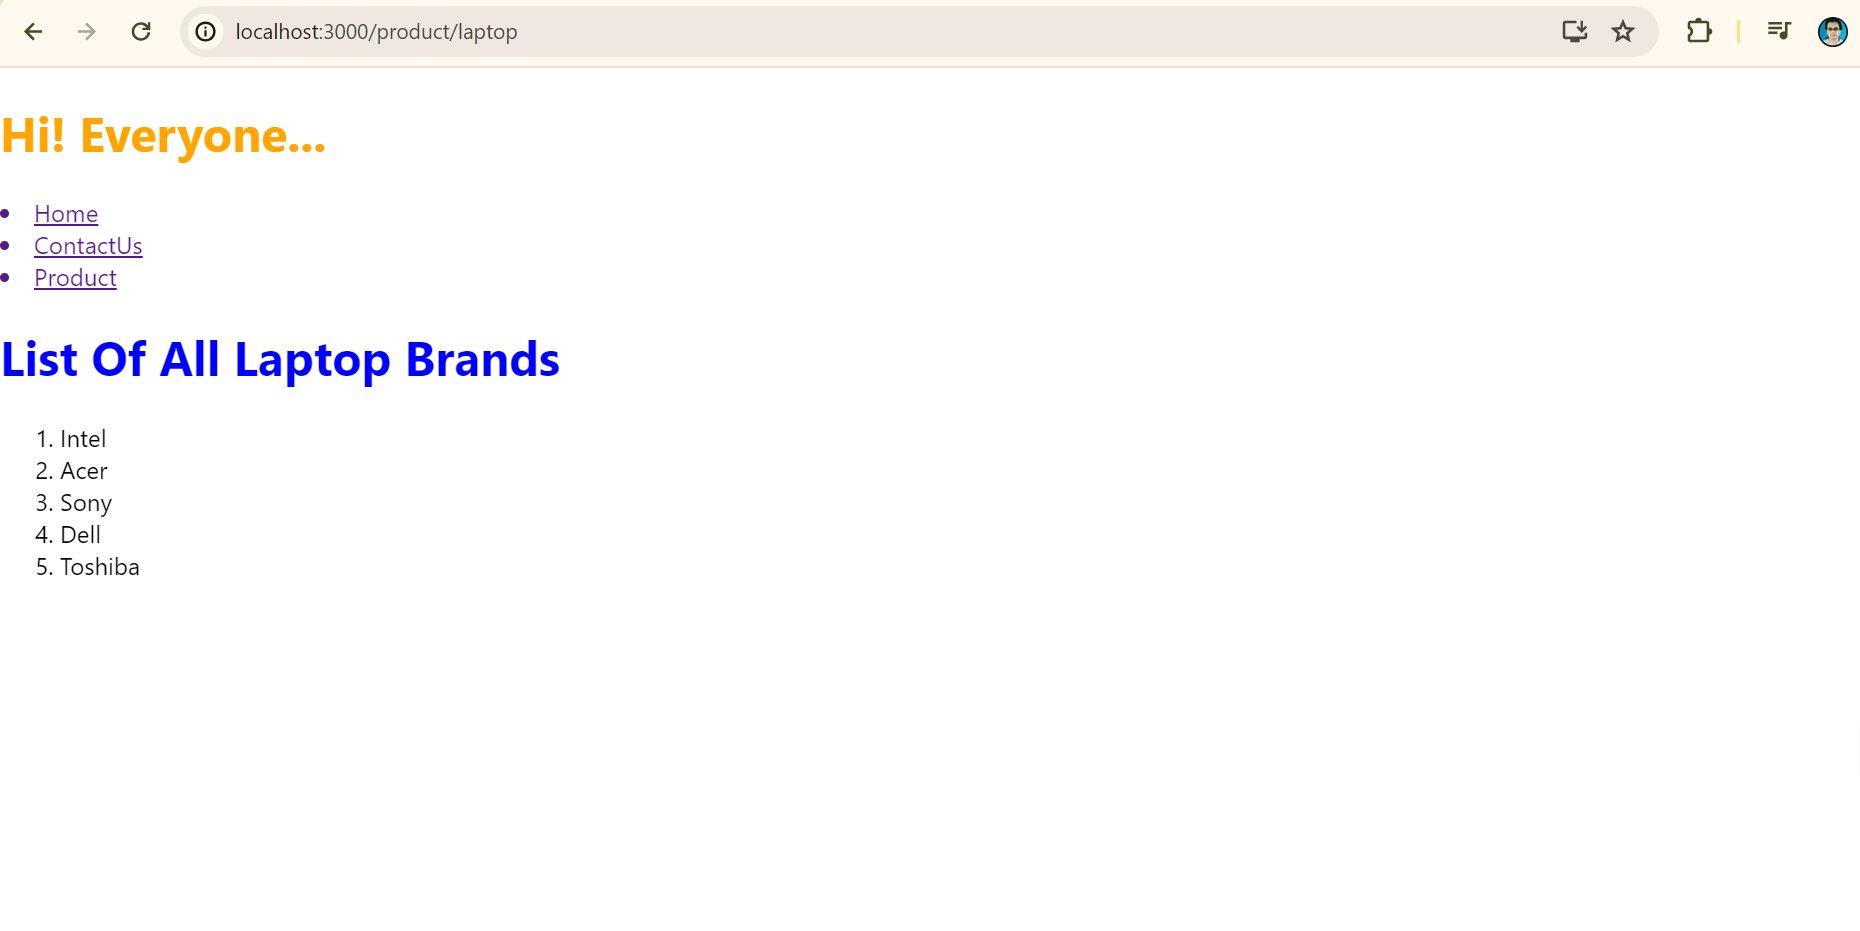 localhost:3000/product/laptop
Hi! Everyone...
Home
ContactUs
Product
List Of All Laptop Brands
1. Intel
2. Acer
3. Sony
4. Dell
5. Toshiba